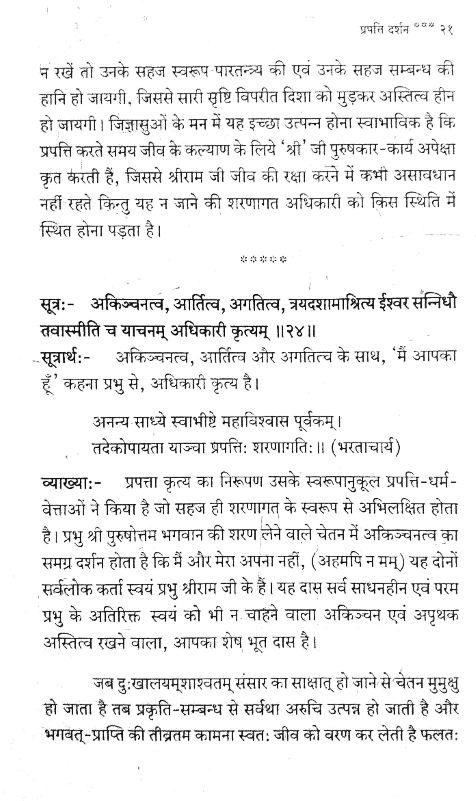 प्रपति दर्शन *** २१
न रखें तो उनके सहज स्वरूप पारतन्त्र्य की एवं उनके सहज सम्बन्ध की
हानि हो जायगी, जिससे सारी सृष्टि विपरीत दिशा को मुड़कर अस्तित्व हीन
हो जायगी। जिज्ञासुओं के मन में यह इच्छा उत्पन्न होना स्वाभाविक है कि
प्रपत्ति करते समय जीव के कल्याण के लिये 'श्री' जी पुरुषकार-कार्य अपेक्षा
कृत करती हैं, जिससे श्रीराम जी जीव की रक्षा करने में कभी असावधान
नहीं रहते किन्तु यह न जाने की शरणागत अधिकारी को किस स्थिति में
स्थित होना पड़ता है।
*****
सूत्रः- अकिञ्चनत्व, आर्तित्व, अगतित्व, त्रयदशामाश्रित्य ईश्वर सन्निधौ
तवास्मीति च याचनम् अधिकारी कृत्यम् ॥२४॥
सूत्रार्थः- अकिञ्चनत्व, आर्तित्व और अगतित्व के साथ, 'मैं आपका
हूँ' कहना प्रभु से, अधिकारी कृत्य है।
अनन्य साध्ये स्वाभीष्टे महाविश्वास पूर्वकम्।
तदेकोपायता याञ्चा प्रपत्तिः शरणागतिः॥ (भरताचार्य)
व्याख्याः- प्रपत्ता कृत्य का निरूपण उसके स्वरूपानुकूल प्रपत्ति-धर्म-
वेत्ताओं ने किया है जो सहज ही शरणागत के स्वरूप से अभिलक्षित होता
है। प्रभु श्री पुरुषोत्तम भगवान की शरण लेने वाले चेतन में अकिञ्चनत्व का
समग्र दर्शन होता है कि मैं और मेरा अपना नहीं, (अहमपि न मम्) यह दोनों
सर्वलोक कर्ता स्वयं प्रभु श्रीराम जी के हैं। यह दास सर्व साधनहीन एवं परम
प्रभु के अतिरिक्त स्वयं को भी न चाहने वाला अकिञ्चन एवं अपृथक
अस्तित्व रखने वाला, आपका शेष भूत दास है।
जब दुःखालयम्शाश्वतम् संसार का साक्षात् हो जाने से चेतन मुमुक्षु
हो जाता है तब प्रकृति-सम्बन्ध से सर्वथा अरुचि उत्पन्न हो जाती है और
भगवत्-प्राप्ति की तीव्रतम कामना स्वतः जीव को वरण कर लेती है फलतः